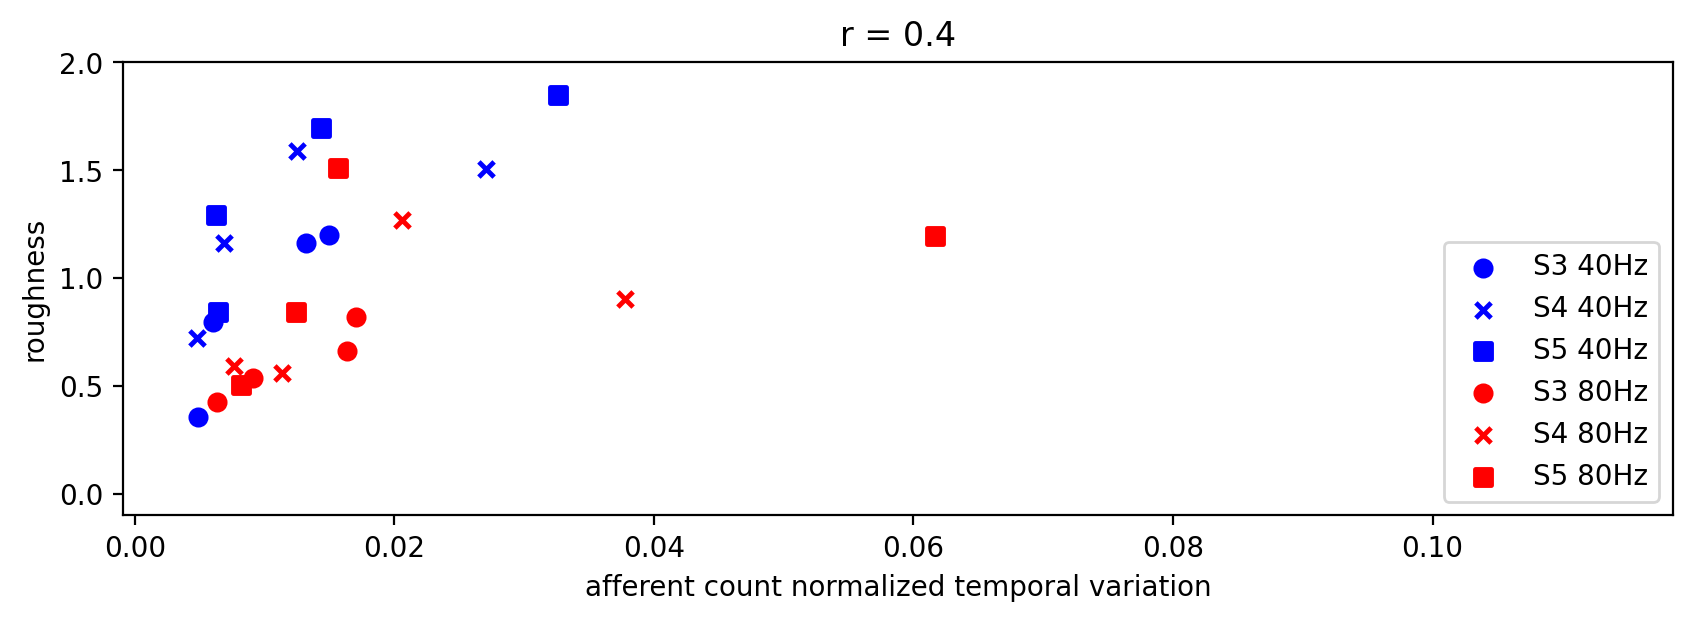 r = 0.4
2.0
1.5
1.0
0.5
0.0
roughness
S3 40Hz
S4 40Hz
S5 40Hz
S3 80Hz
S4 80Hz
S5 80Hz
0.00 0.02 0.04 0.06 0.08 0.10
afferent count normalized temporal variation